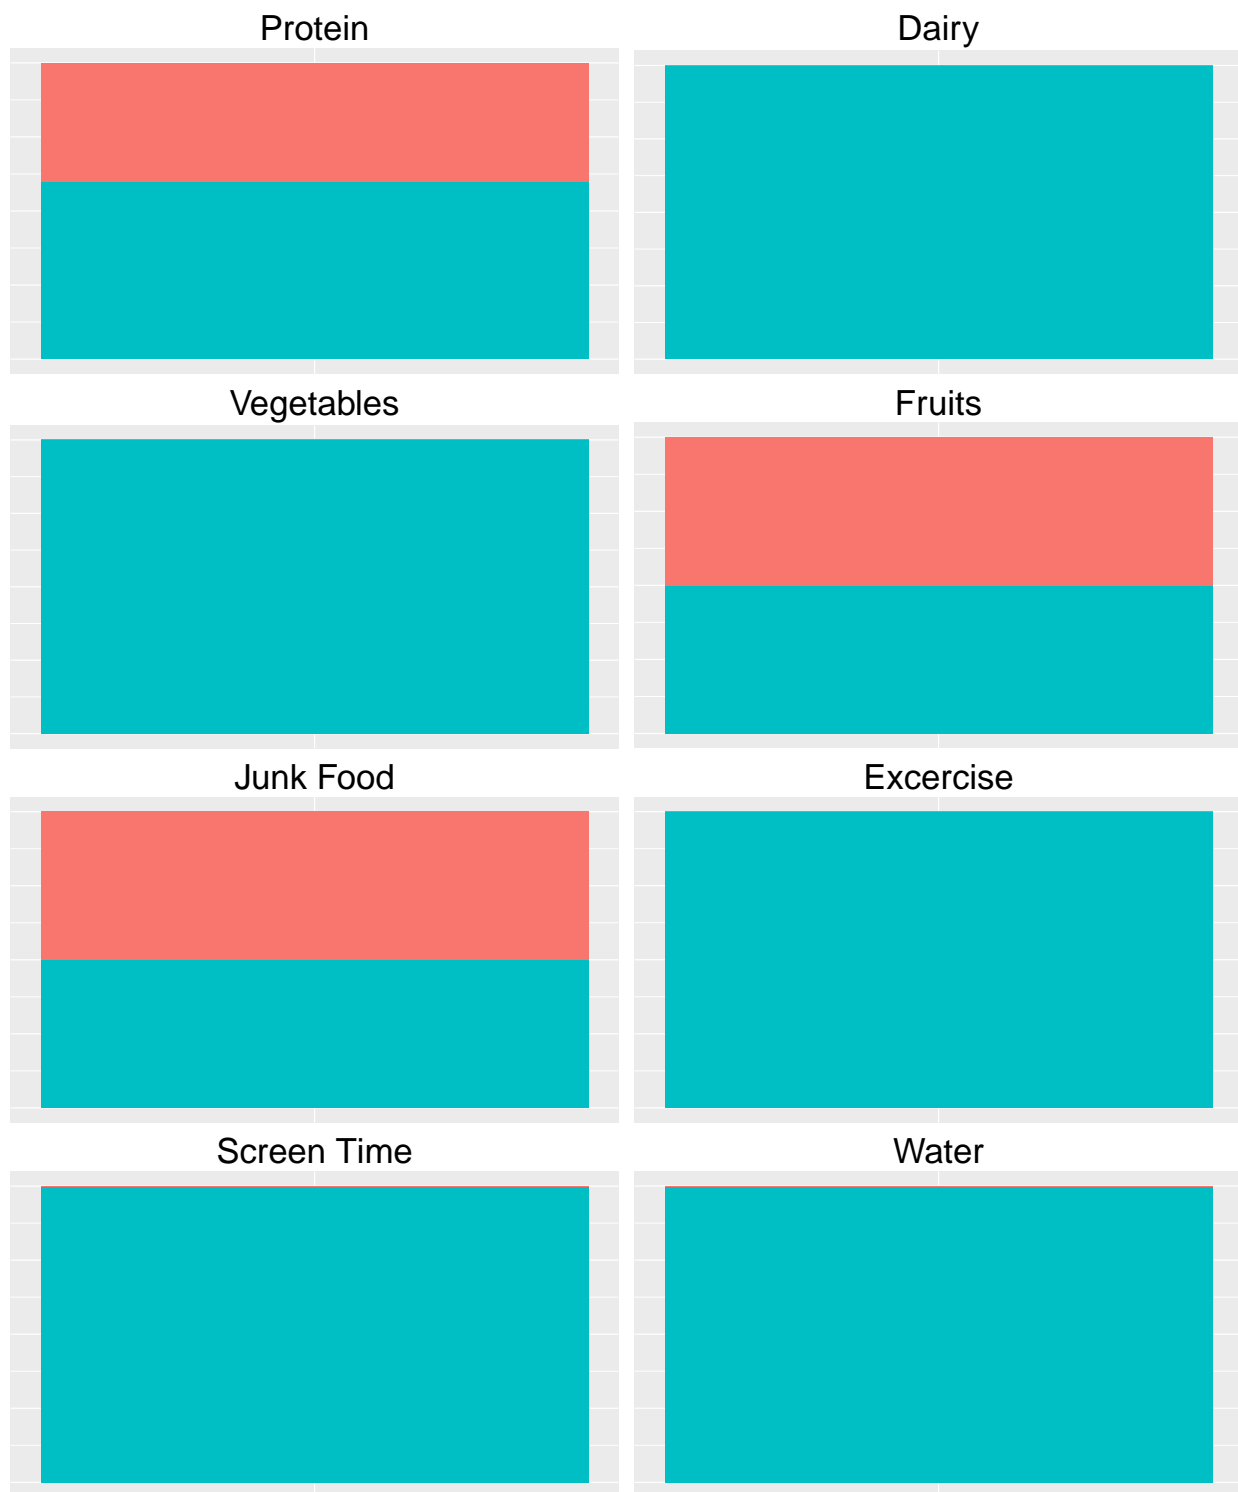 Protein
Dairy
Vegetables
Fruits
Junk Food
Excercise
Screen Time
Water